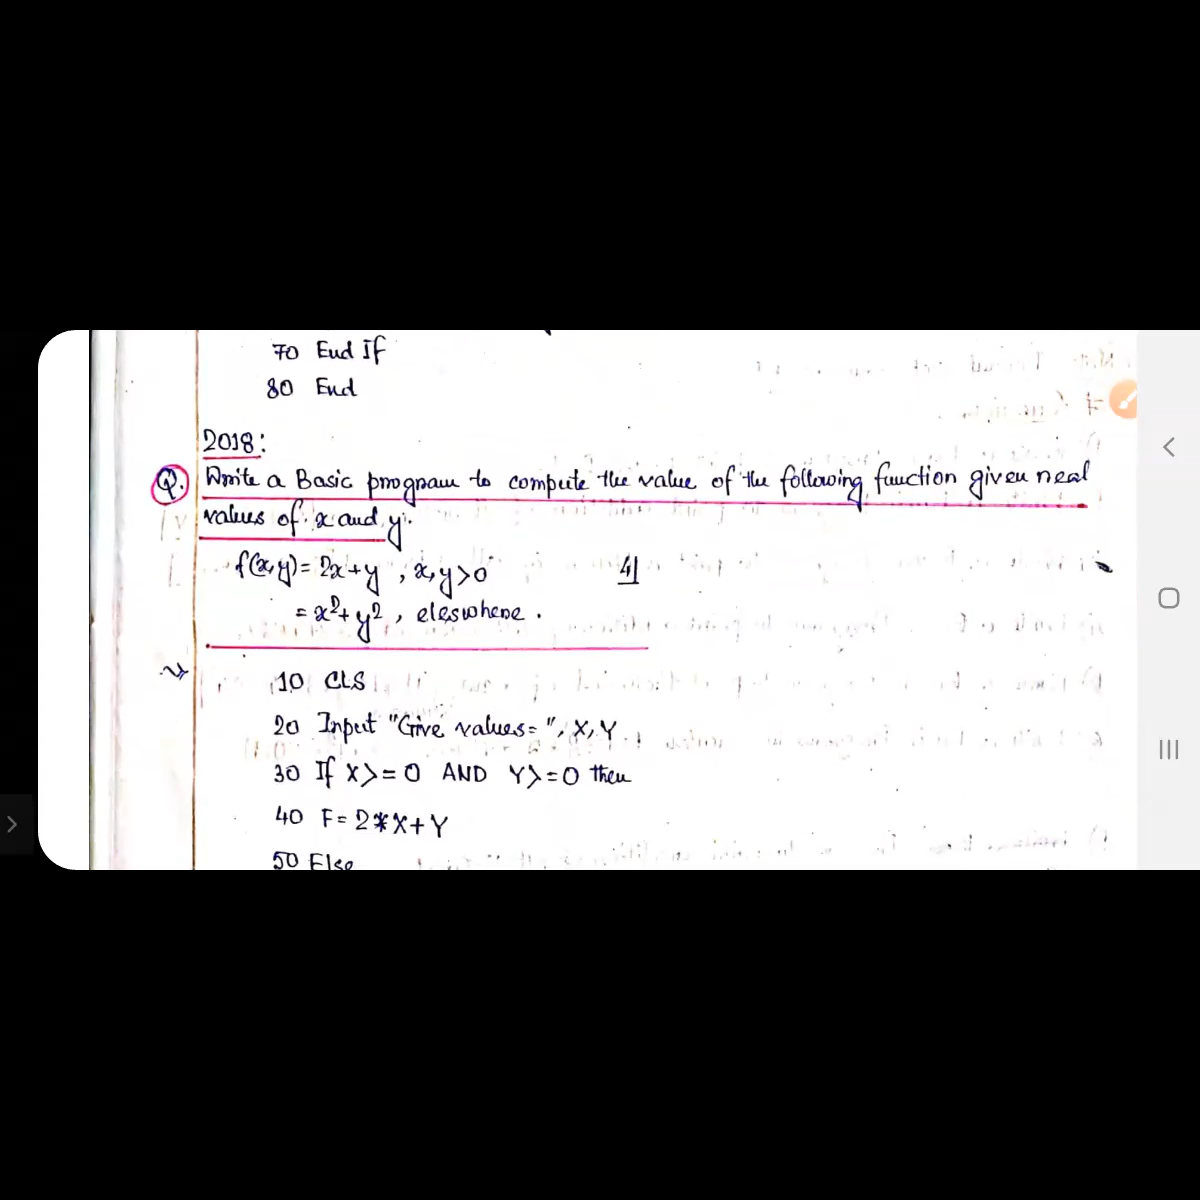 70 End If
80 End
2018:
Q. Write a Basic program to compute the value of the following function given real
values of x and y.
f(x,y)= 2x+y , x,y>0 4
= x²+y² , eleswhere .
10 CLS
20 Input "Give values= ", X, Y
30 If X>=0 AND Y>=0 then
40 F= 2*X+Y
50 Else